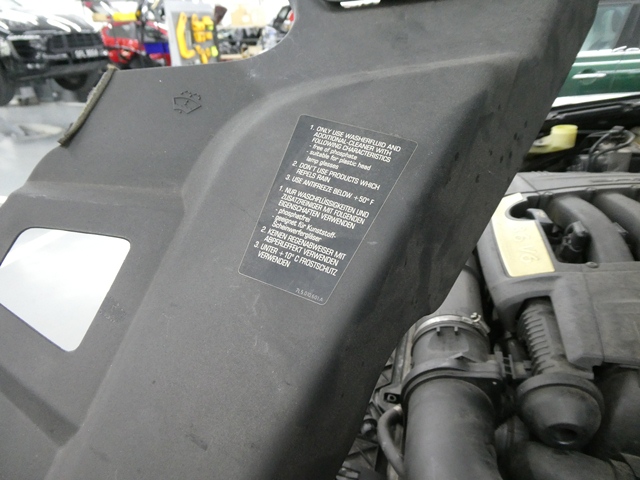 1. ONLY USE WASHERFLUID AND
ADDITIONAL-CLEANER WITH
FOLLOWING CHARACTERISTICS
- free of phosphate
- suitable for plastic head
lamp glasses
2. DON'T USE PRODUCTS WHICH
REPELS RAIN
3. USE ANTIFREEZE BELOW +50° F
1. NUR WASCHFLÜSSIGKEITEN UND
ZUSATZREINIGER MIT FOLGENDEN
EIGENSCHAFTEN VERWENDEN
- phosphatfrei
- geeignet für Kunststoff-
Scheinwerfergläser
2. KEINEN REGENABWEISER MIT
ABPERLEFFEKT VERWENDEN
3. UNTER +10° C FROSTSCHUTZ
VERWENDEN